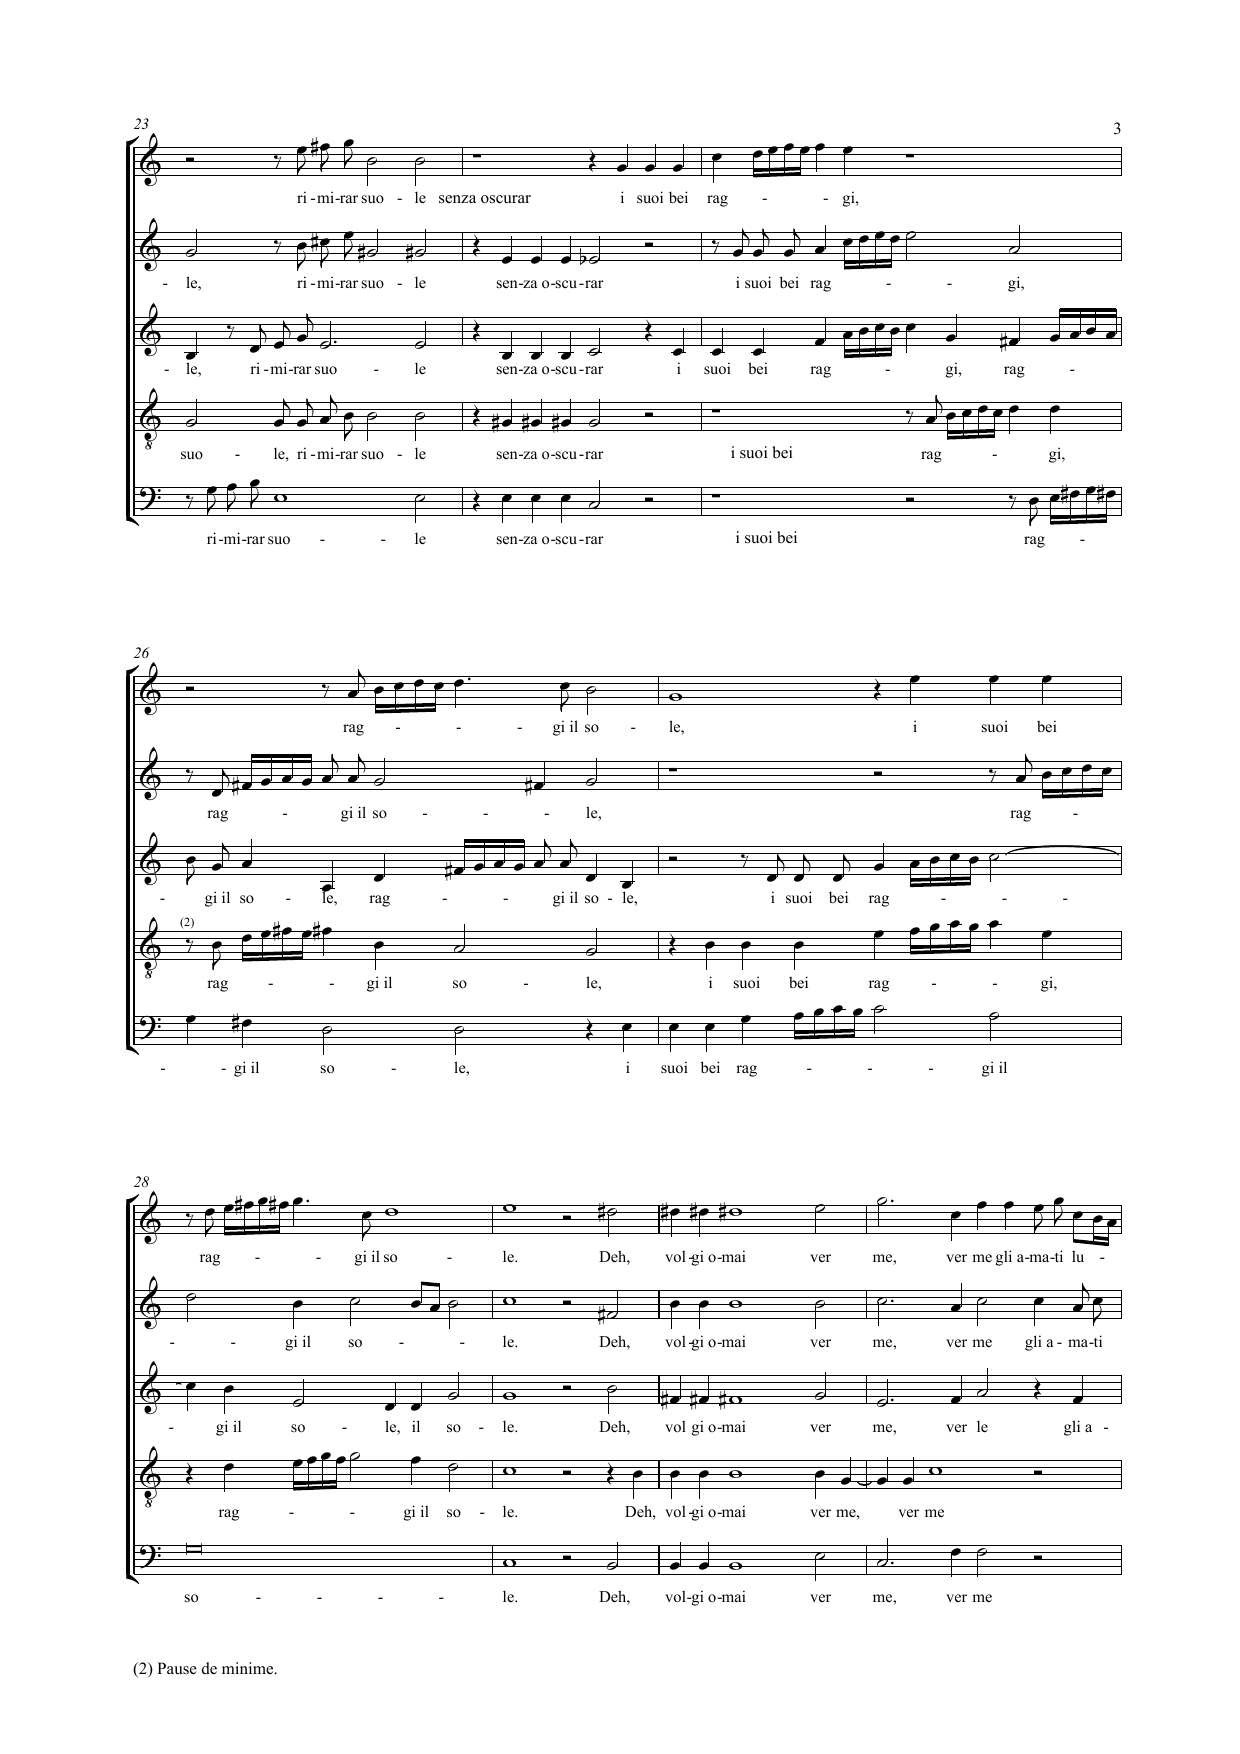 23
3
ri - mi - rar suo - le senza oscurar i suoi bei rag - - - gi,
- le, ri - mi - rar suo - le sen - za o - scu - rar i suoi bei rag - - gi,
- le, ri - mi - rar suo - le sen - za o - scu - rar i suoi bei rag - gi, rag -
suo - le, ri - mi - rar suo - le sen - za o - scu - rar i suoi bei rag - gi,
ri - mi - rar suo - - le sen - za o - scu - rar i suoi bei rag -
26
rag - - - gi il so - le, i suoi bei
rag - gi il so - - - le, rag -
- gi il so - le, rag - - gi il so - le, i suoi bei rag - - -
(2)
rag - - gi il so - le, i suoi bei rag - - gi,
- - gi il so - le, i suoi bei rag - - - gi il
28
rag - - gi il so - le. Deh, vol - gi o - mai ver me, ver me gli a - ma - ti lu -
- - gi il so - - le. Deh, vol - gi o - mai ver me, ver me gli a - ma - ti
- gi il so - le, il so - le. Deh, vol gi o - mai ver me, ver le gli a -
rag - - gi il so - le. Deh, vol - gi o - mai ver me, ver me
so - - - - le. Deh, vol - gi o - mai ver me, ver me
(2) Pause de minime.